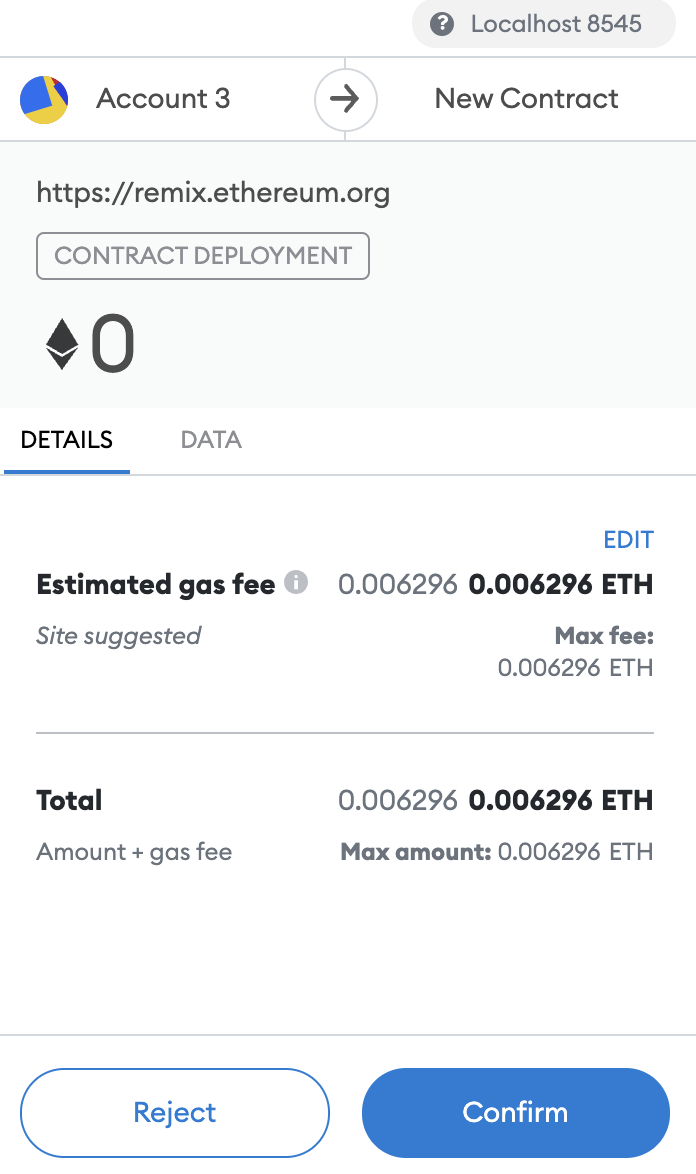 Localhost 8545
Account 3
New Contract
https://remix.ethereum.org
CONTRACT DEPLOYMENT
0
DETAILS
DATA
EDIT
Estimated gas fee 0.006296 0.006296 ETH
Site suggested
Max fee:
0.006296 ETH
Total 0.006296 0.006296 ETH
Amount + gas fee
Max amount: 0.006296 ETH
Reject
Confirm